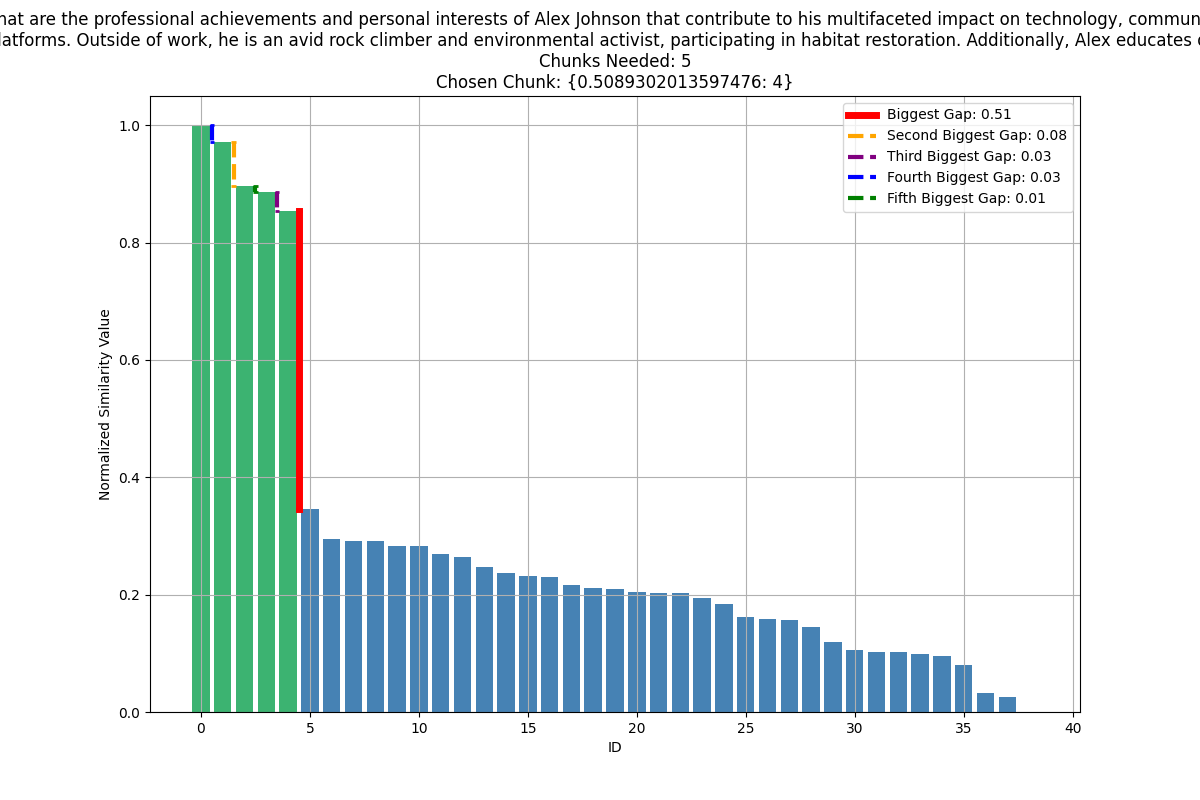 hat are the professional achievements and personal interests of Alex Johnson that contribute to his multifaceted impact on technology, commun
latforms. Outside of work, he is an avid rock climber and environmental activist, participating in habitat restoration. Additionally, Alex educates
Chunks Needed: 5
Chosen Chunk: {0.5089302013597476: 4}
Biggest Gap: 0.51
Second Biggest Gap: 0.08
Third Biggest Gap: 0.03
Fourth Biggest Gap: 0.03
Fifth Biggest Gap: 0.01
Normalized Similarity Value
1.0
0.8
0.6
0.4
0.2
0.0
0 5 10 15 20 25 30 35 40
ID